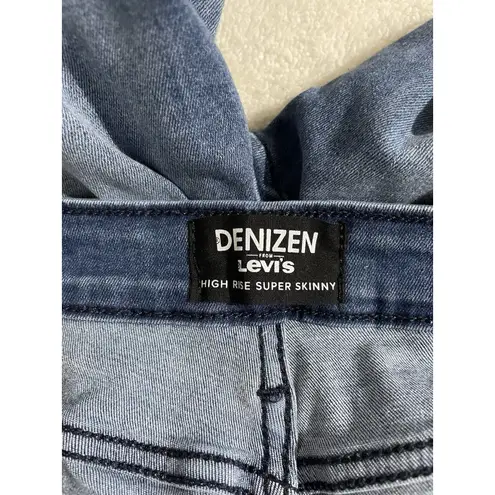 DENIZEN
FROM
Levi's
HIGH RISE SUPER SKINNY